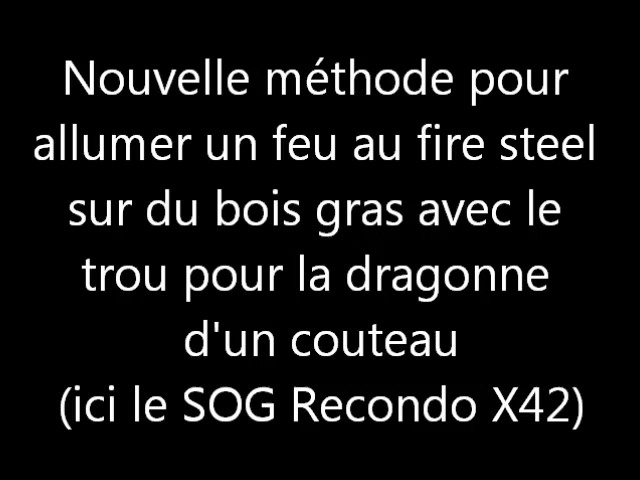 Nouvelle méthode pour
allumer un feu au fire steel
sur du bois gras avec le
trou pour la dragonne
d'un couteau
(ici le SOG Recondo X42)